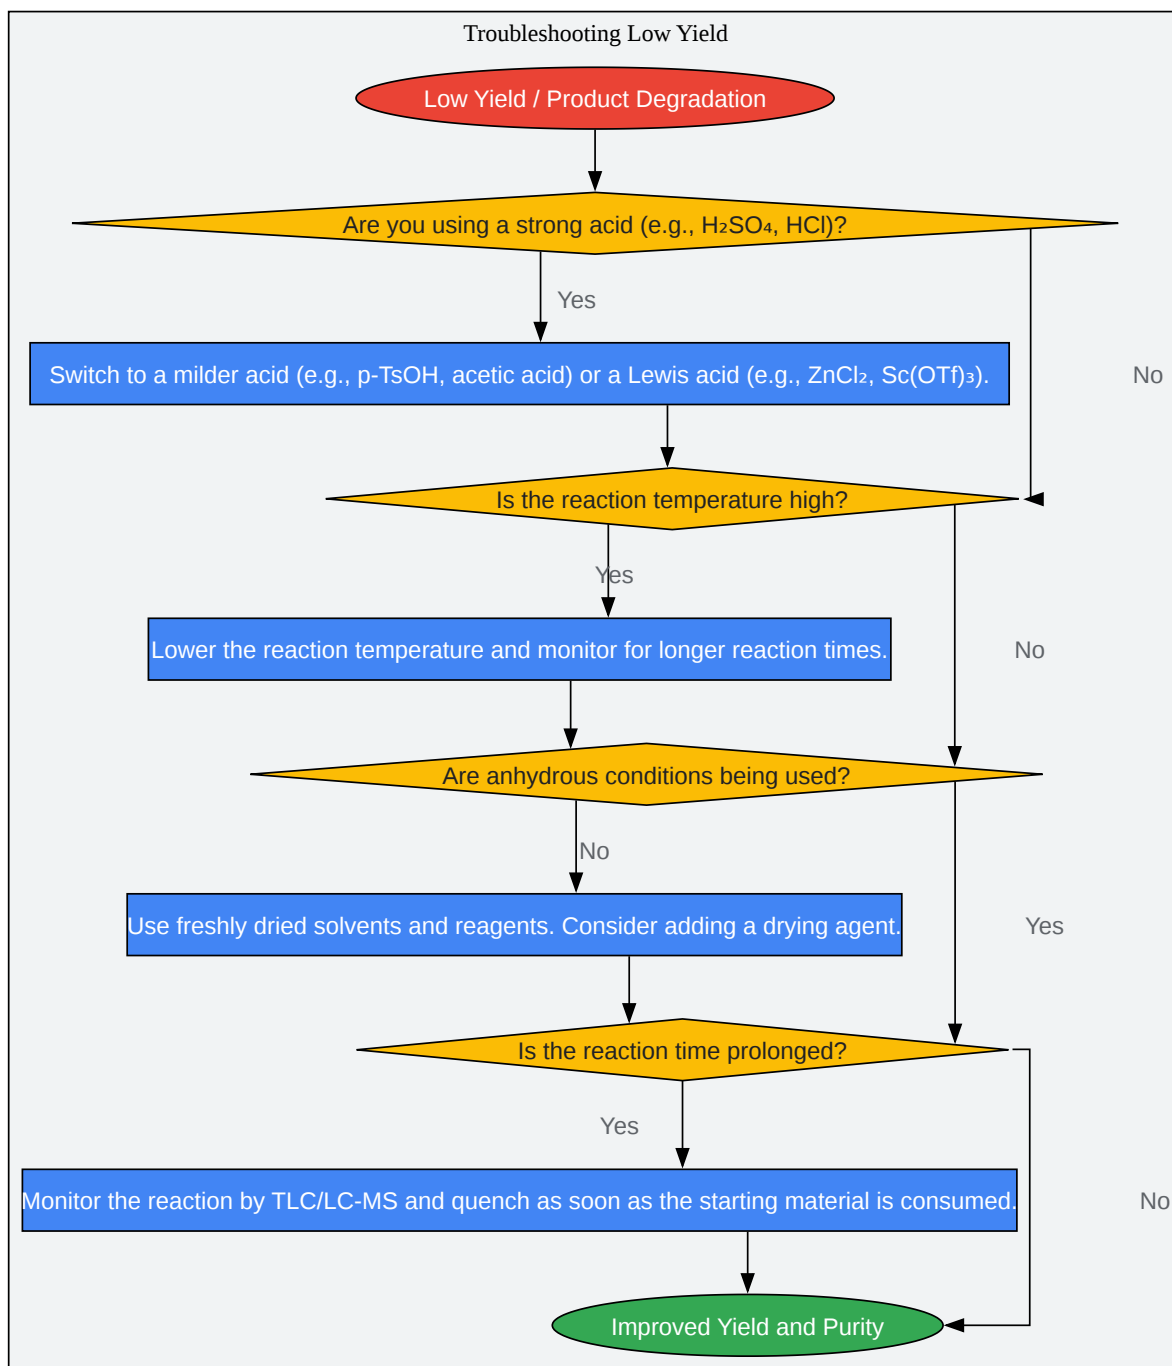 Troubleshooting Low Yield
Low Yield / Product Degradation
Are you using a strong acid (e.g., H₂SO₄, HCl)?
Yes
Switch to a milder acid (e.g., p-TsOH, acetic acid) or a Lewis acid (e.g., ZnCl₂, Sc(OTf)₃).
No
Is the reaction temperature high?
Yes
Lower the reaction temperature and monitor for longer reaction times.
No
Are anhydrous conditions being used?
No
Use freshly dried solvents and reagents. Consider adding a drying agent.
Yes
Is the reaction time prolonged?
Yes
Monitor the reaction by TLC/LC-MS and quench as soon as the starting material is consumed.
No
Improved Yield and Purity